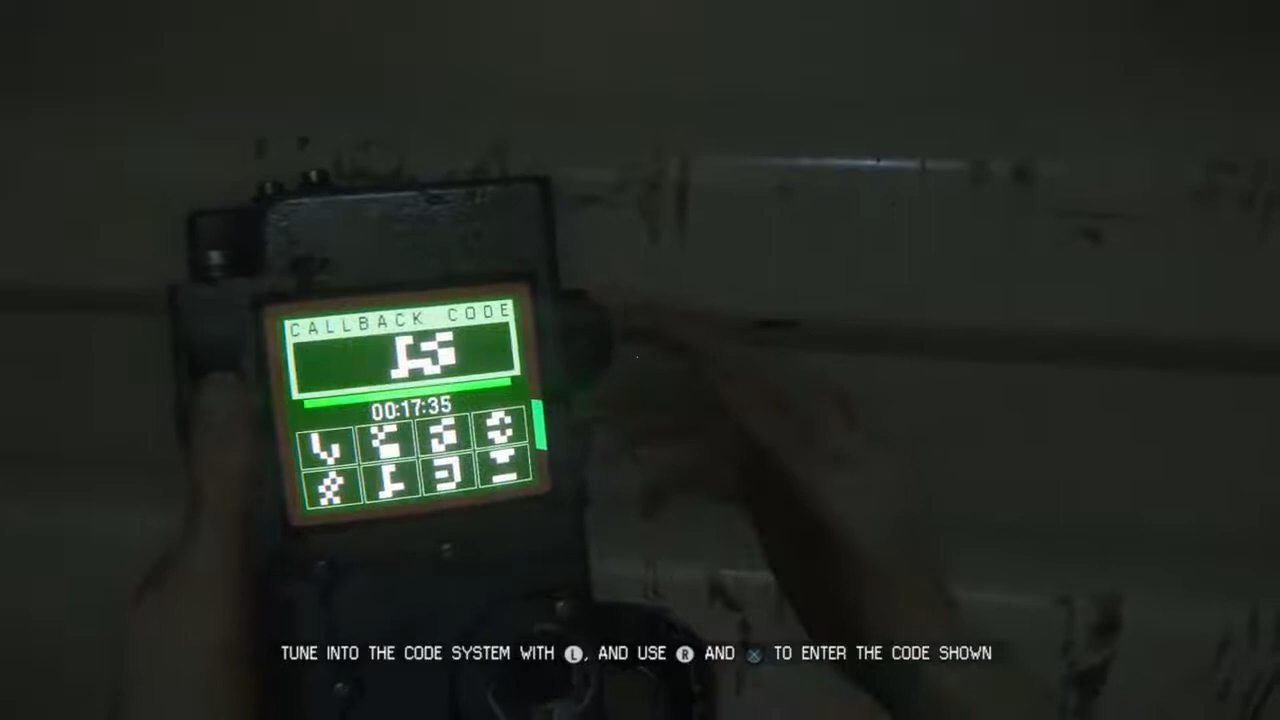 CALLBACK CODE
00:17:35
TUNE INTO THE CODE SYSTEM WITH L, AND USE R AND X TO ENTER THE CODE SHOWN